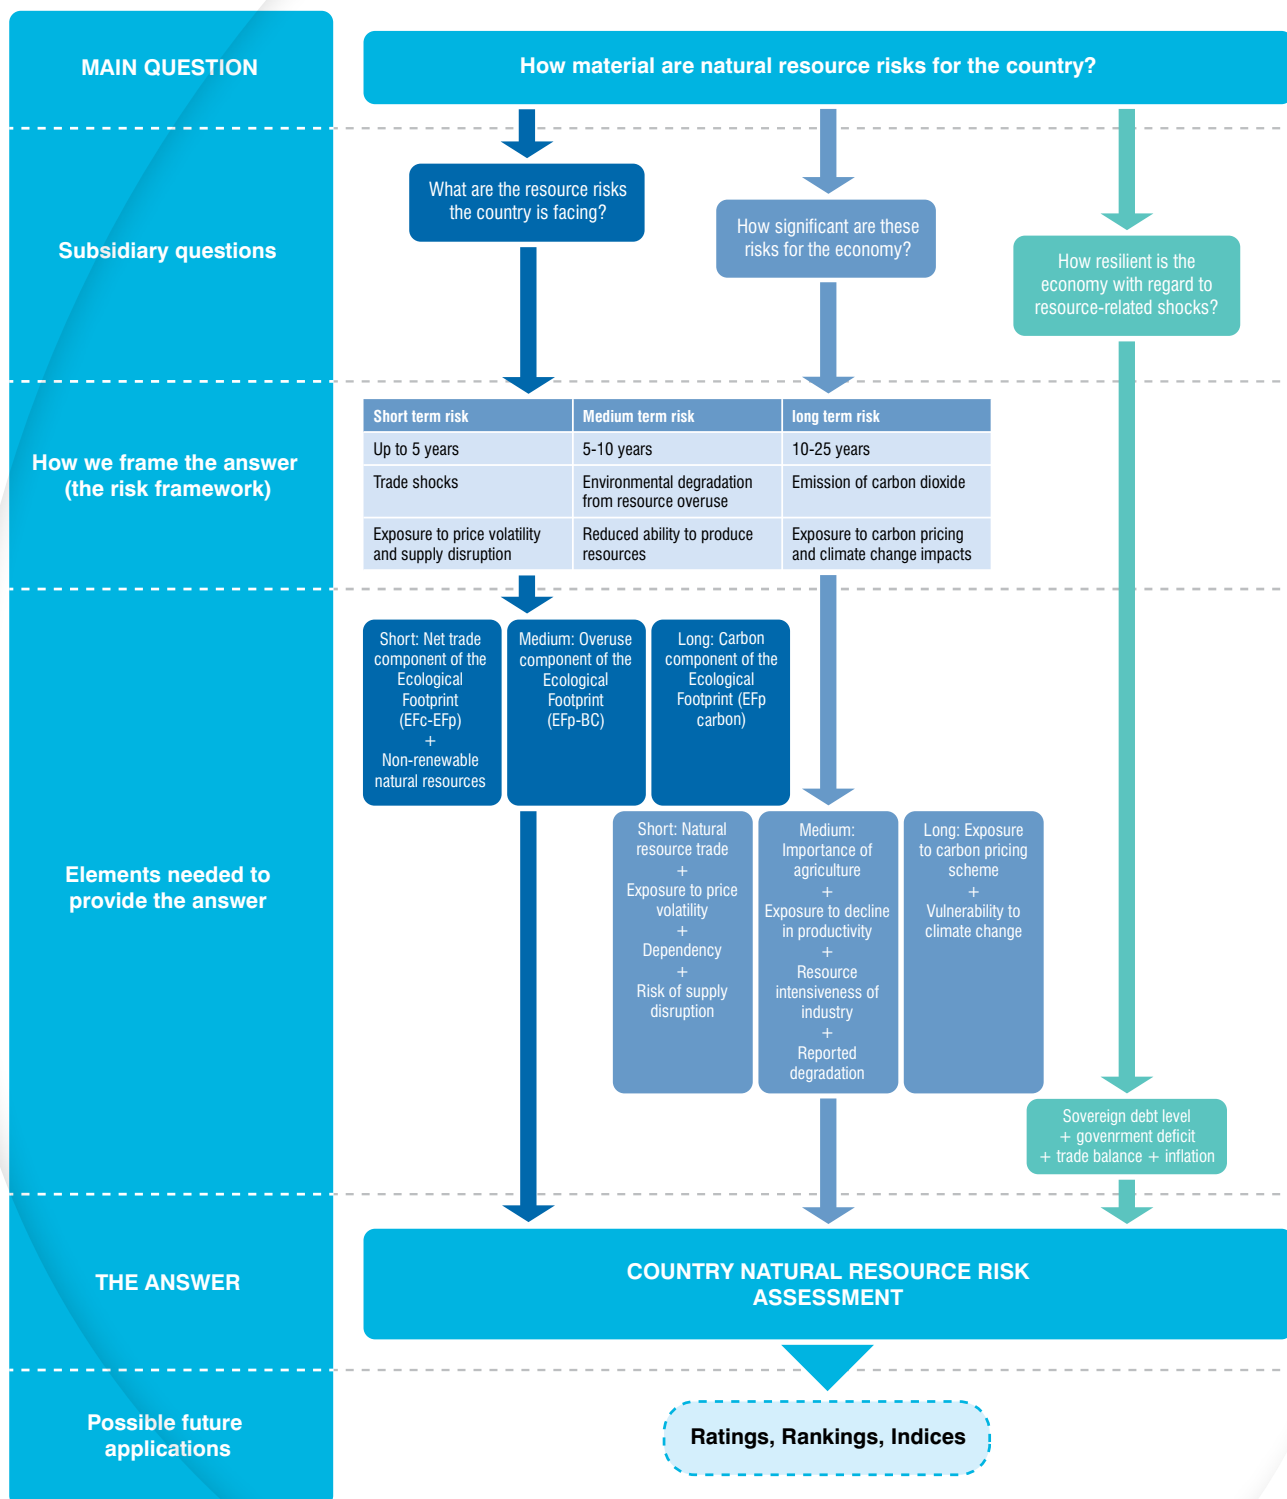 MAIN QUESTION
How material are natural resource risks for the country?
Subsidiary questions
What are the resource risks
the country is facing?
How significant are these
risks for the economy?
How resilient is the
economy with regard to
resource-related shocks?
How we frame the answer
(the risk framework)
Short term risk
Medium term risk
long term risk
Up to 5 years
5-10 years
10-25 years
Trade shocks
Environmental degradation
from resource overuse
Emission of carbon dioxide
Exposure to price volatility
and supply disruption
Reduced ability to produce
resources
Exposure to carbon pricing
and climate change impacts
Elements needed to
provide the answer
Short: Net trade
component of the
Ecological
Footprint
(EFc-EFp)
+
Non-renewable
natural resources
Medium: Overuse
component of the
Ecological
Footprint
(EFp-BC)
Long: Carbon
component of the
Ecological
Footprint (EFp
carbon)
Short: Natural
resource trade
+
Exposure to price
volatility
+
Dependency
+
Risk of supply
disruption
Medium:
Importance of
agriculture
+
Exposure to decline
in productivity
+
Resource
intensiveness of
industry
+
Reported
degradation
Long: Exposure
to carbon pricing
scheme
+
Vulnerability to
climate change
Sovereign debt level
+ govenrment deficit
+ trade balance + inflation
THE ANSWER
COUNTRY NATURAL RESOURCE RISK
ASSESSMENT
Possible future
applications
Ratings, Rankings, Indices